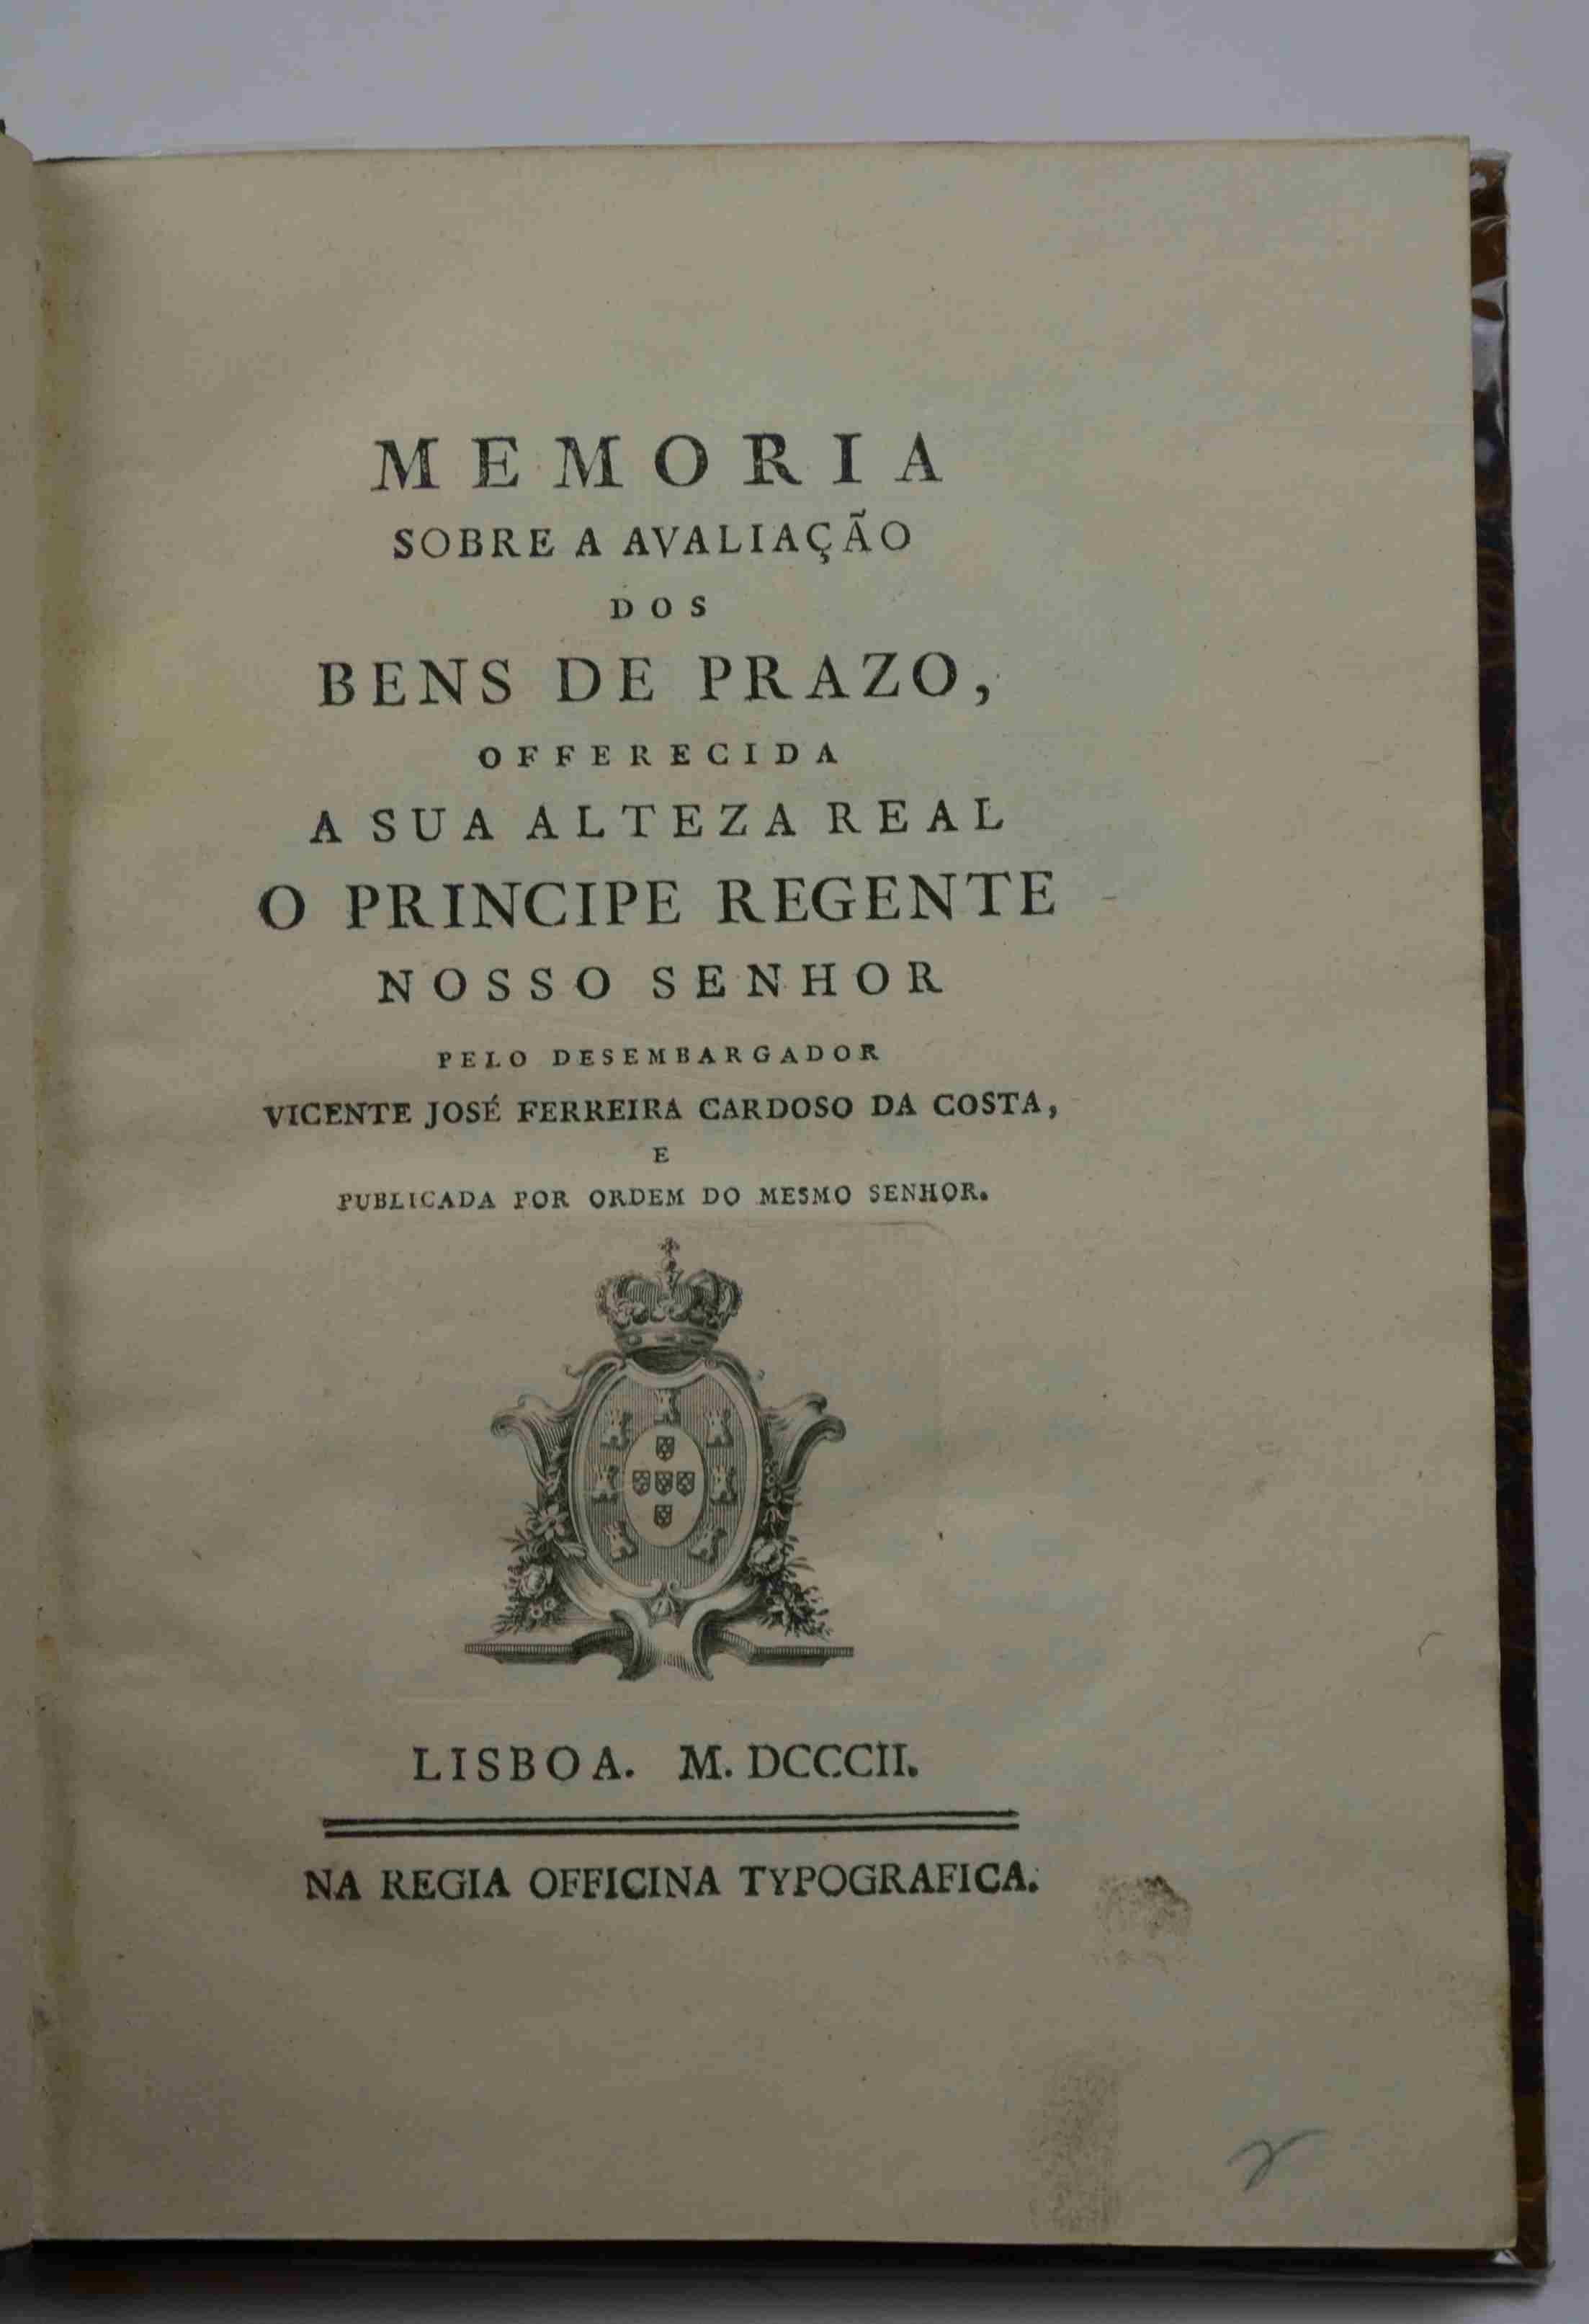 MEMORIA
SOBRE A AVALIAÇÃO
DOS
BENS DE PRAZO,
OFFERECIDA
A SUA ALTEZA REAL
O PRINCIPE REGENTE
NOSSO SENHOR
PELO DESEMBARGADOR
VICENTE JOSÉ FERREIRA CARDOSO DA COSTA,
E
PUBLICADA POR ORDEM DO MESMO SENHOR.
LISBOA. M. DCCCII.
NA REGIA OFFICINA TYPOGRAFICA.